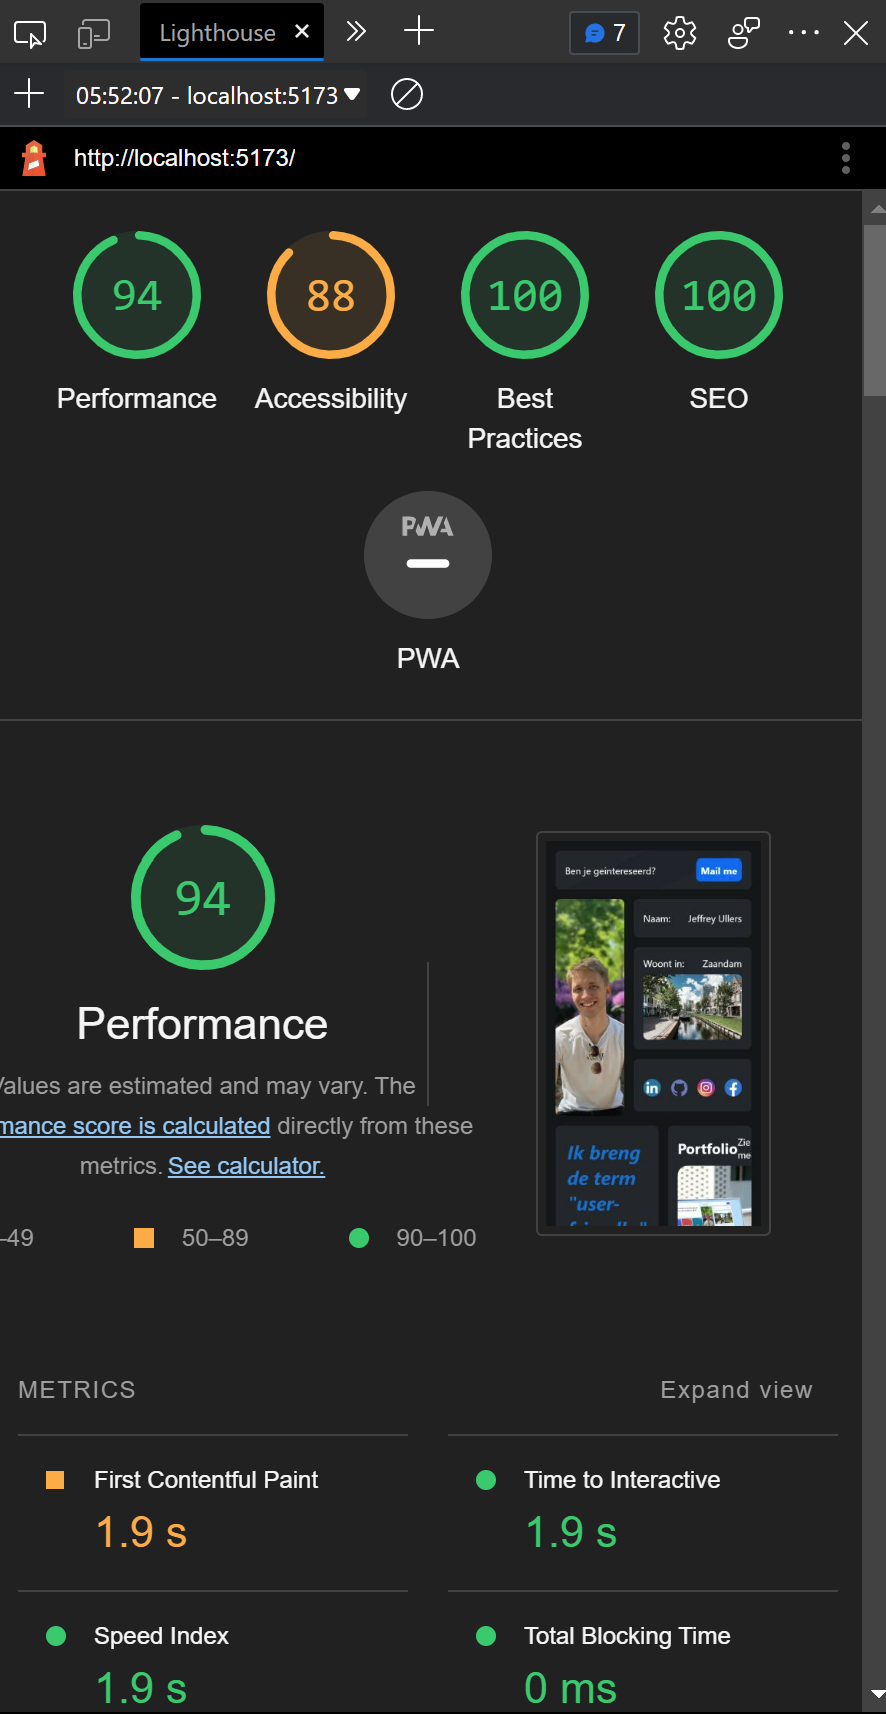 Lighthouse
7
05:52:07 - localhost:5173
http://localhost:5173/
94
88
100
100
Performance
Accessibility
Best
Practices
SEO
PWA
PWA
94
Performance
Values are estimated and may vary. The
mance score is calculated directly from these
metrics. See calculator.
–49
50–89
90–100
Ben je geintereseerd?
Mail me
Naam: Jeffrey Ullers
Woont in: Zaandam
Ik breng
de term
"user-
Portfolio
Zie
me
METRICS
Expand view
First Contentful Paint
1.9 s
Time to Interactive
1.9 s
Speed Index
1.9 s
Total Blocking Time
0 ms